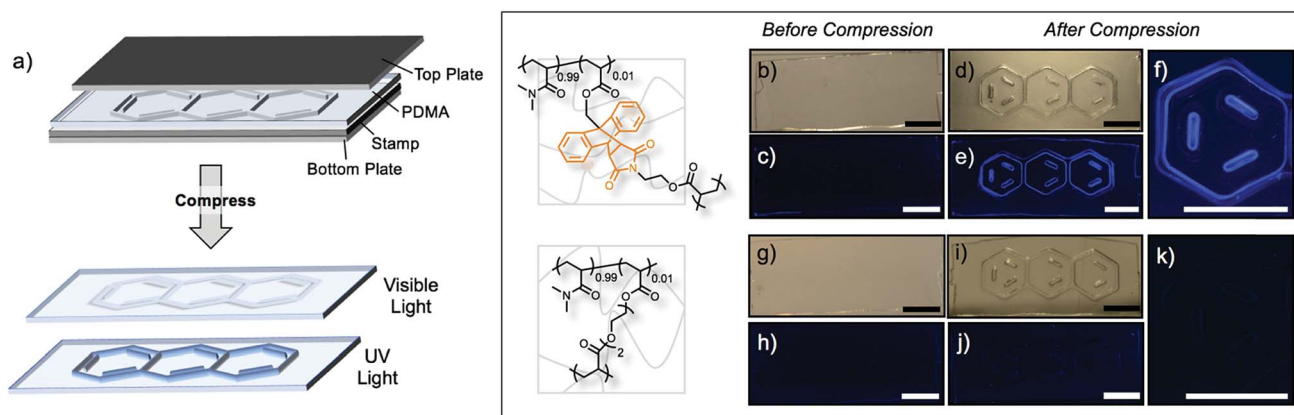 a)
Top Plate
PDMA
Stamp
Bottom Plate
Compress
Visible
Light
UV
Light
Before Compression
After Compression
0.99
0.01
N
O
O
O
O
N
O
O
O
b)
c)
d)
e)
f)
0.99
0.01
N
O
O
O
O
O
2
g)
h)
i)
j)
k)